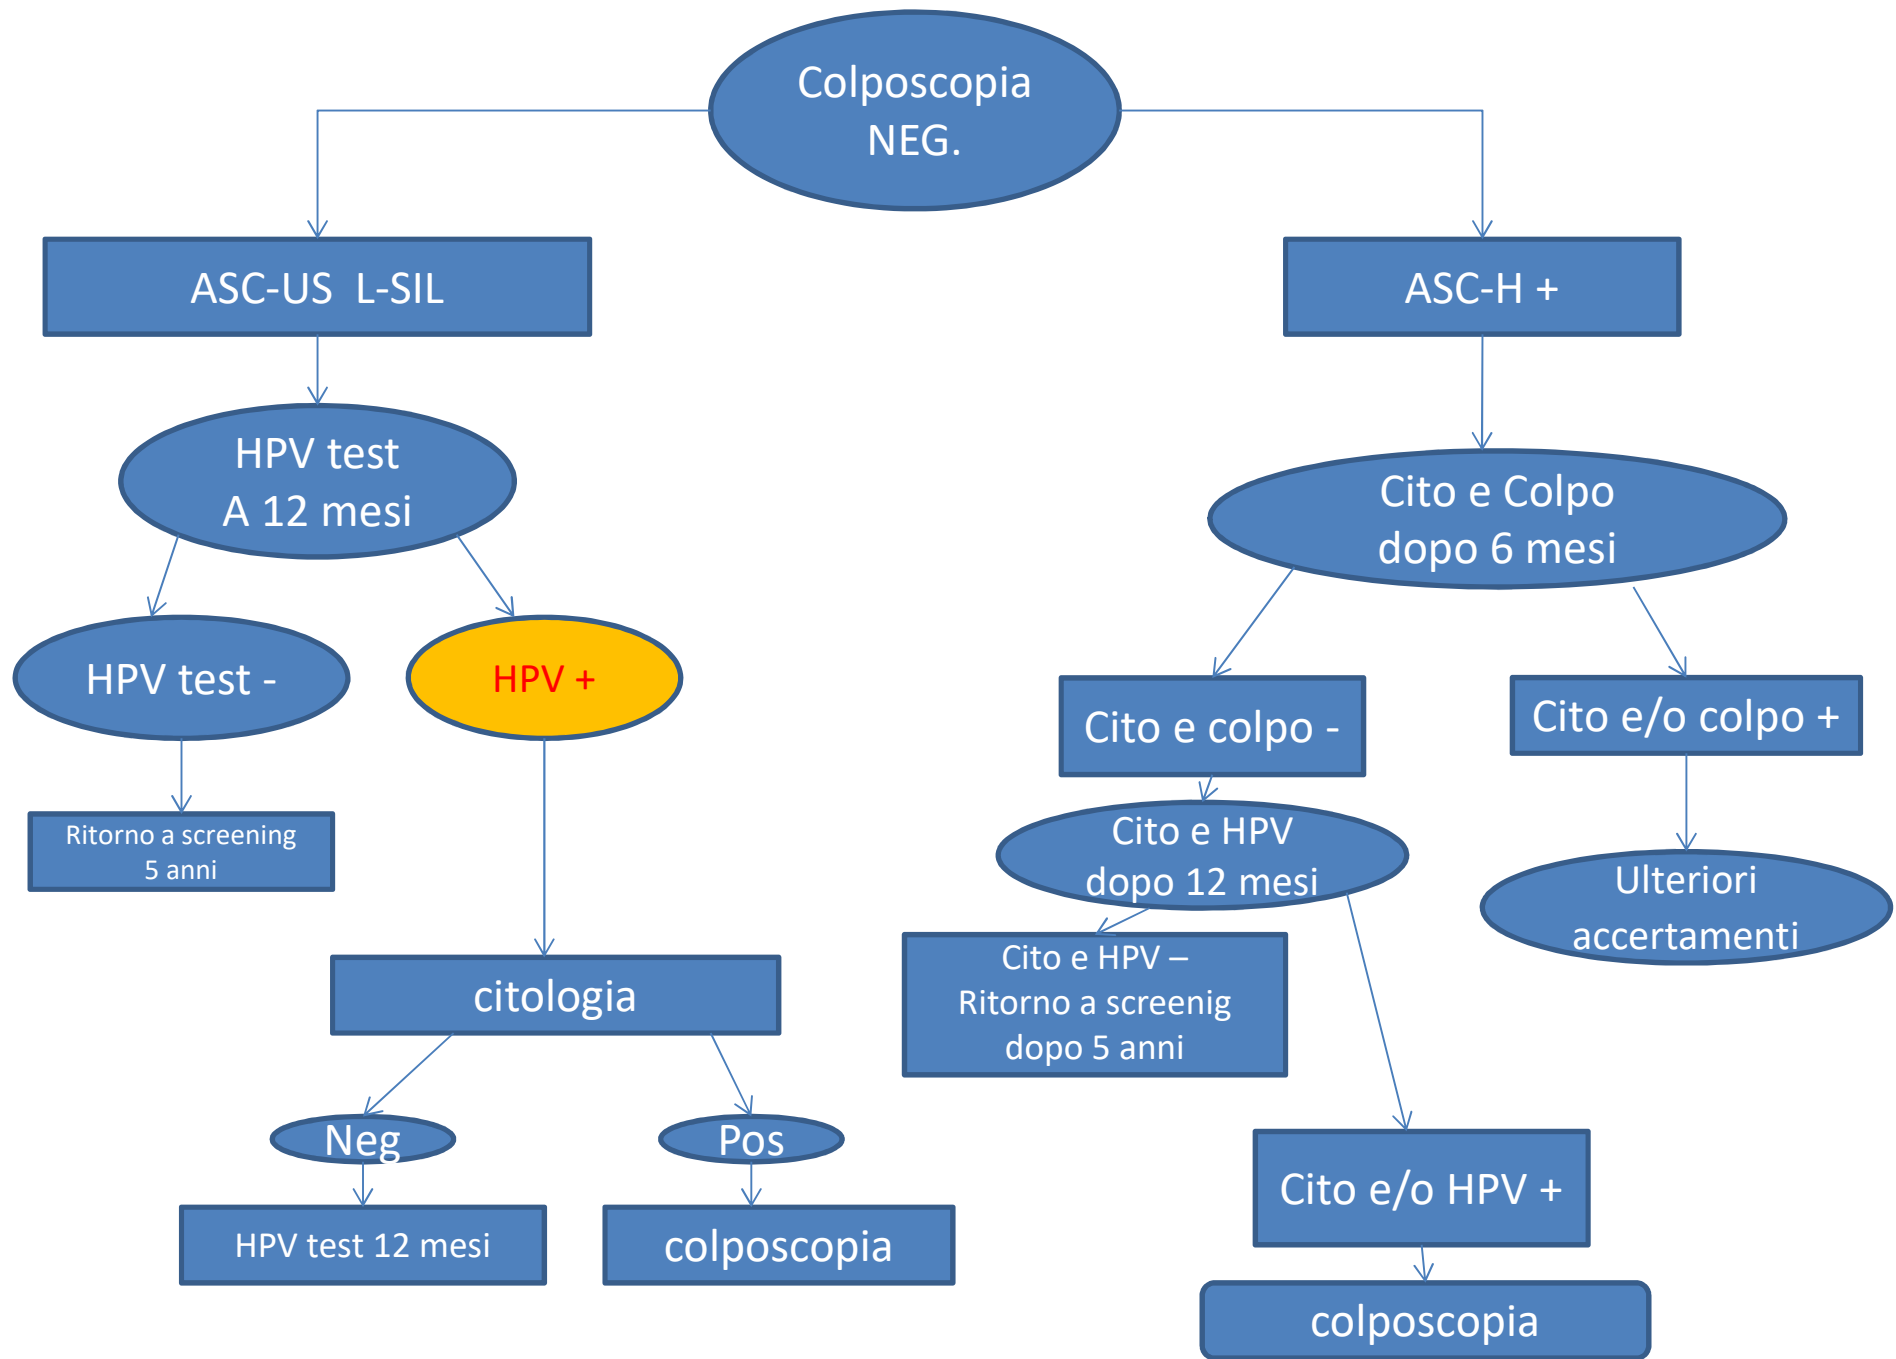 Colposcopia
NEG.
ASC-US  L-SIL
ASC-H +
HPV test
A 12 mesi
Cito e Colpo
dopo 6 mesi
HPV test -
HPV +
Cito e colpo -
Cito e/o colpo +
Ritorno a screening
5 anni
Cito e HPV
dopo 12 mesi
Ulteriori
accertamenti
citologia
Cito e HPV –
Ritorno a screenig
dopo 5 anni
Neg
Pos
Cito e/o HPV +
HPV test 12 mesi
colposcopia
colposcopia